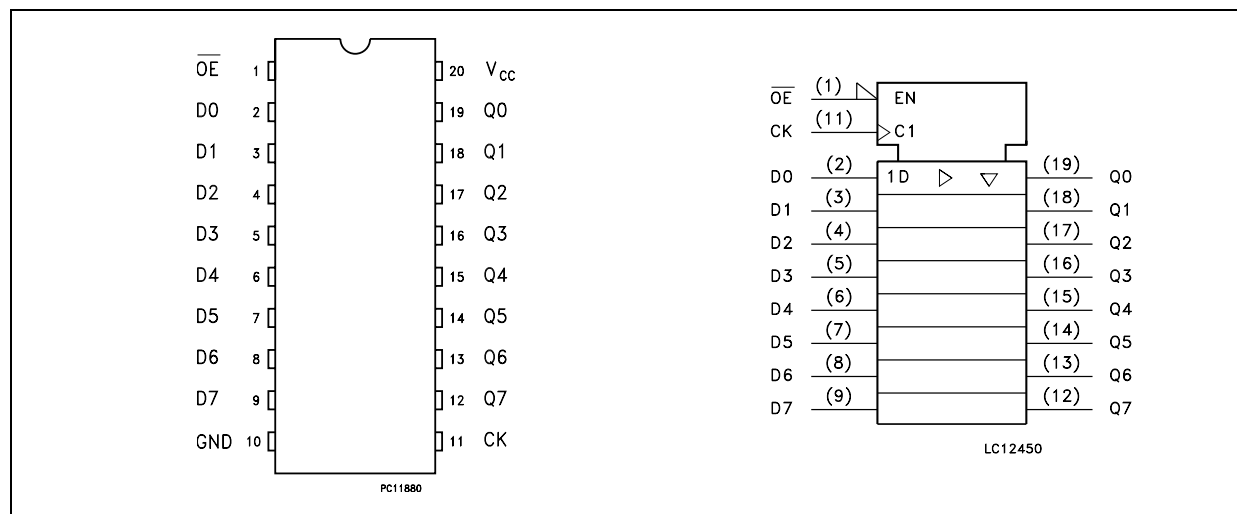 OE 1 20 VCC
D0 2 19 Q0
D1 3 18 Q1
D2 4 17 Q2
D3 5 16 Q3
D4 6 15 Q4
D5 7 14 Q5
D6 8 13 Q6
D7 9 12 Q7
GND 10 11 CK
PC11880
OE (1) EN
CK (11) C1
D0 (2) 1D (19) Q0
D1 (3) (18) Q1
D2 (4) (17) Q2
D3 (5) (16) Q3
D4 (6) (15) Q4
D5 (7) (14) Q5
D6 (8) (13) Q6
D7 (9) (12) Q7
LC12450